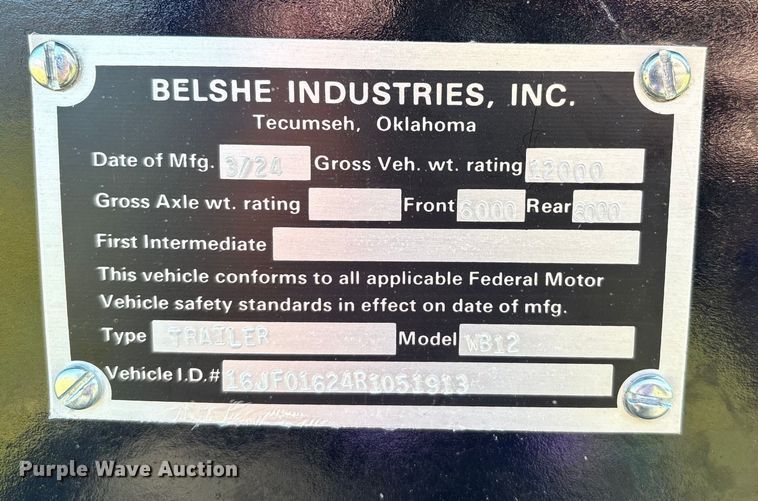 BELSHE INDUSTRIES, INC.
Tecumseh, Oklahoma
Date of Mfg. 3/24 Gross Veh. wt. rating 12000
Gross Axle wt. rating Front 6000 Rear 6000
First Intermediate
This vehicle conforms to all applicable Federal Motor
Vehicle safety standards in effect on date of mfg.
Type TRAILER Model WB12
Vehicle I.D.# 16JF01624R1051913
Purple Wave Auction